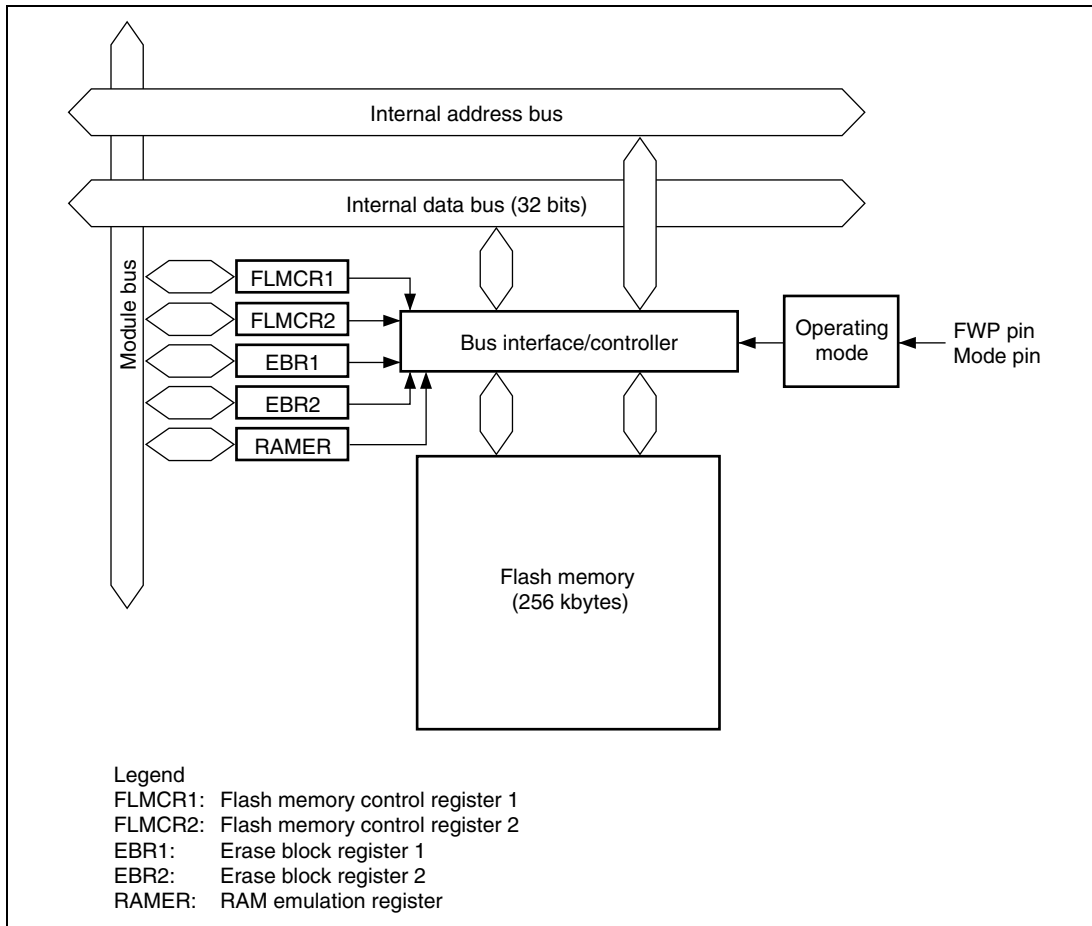 Internal address bus
Internal data bus (32 bits)
Module bus
FLMCR1
FLMCR2
EBR1
EBR2
RAMER
Bus interface/controller
Operating
mode
FWP pin
Mode pin
Flash memory
(256 kbytes)
Legend
FLMCR1: Flash memory control register 1
FLMCR2: Flash memory control register 2
EBR1: Erase block register 1
EBR2: Erase block register 2
RAMER: RAM emulation register